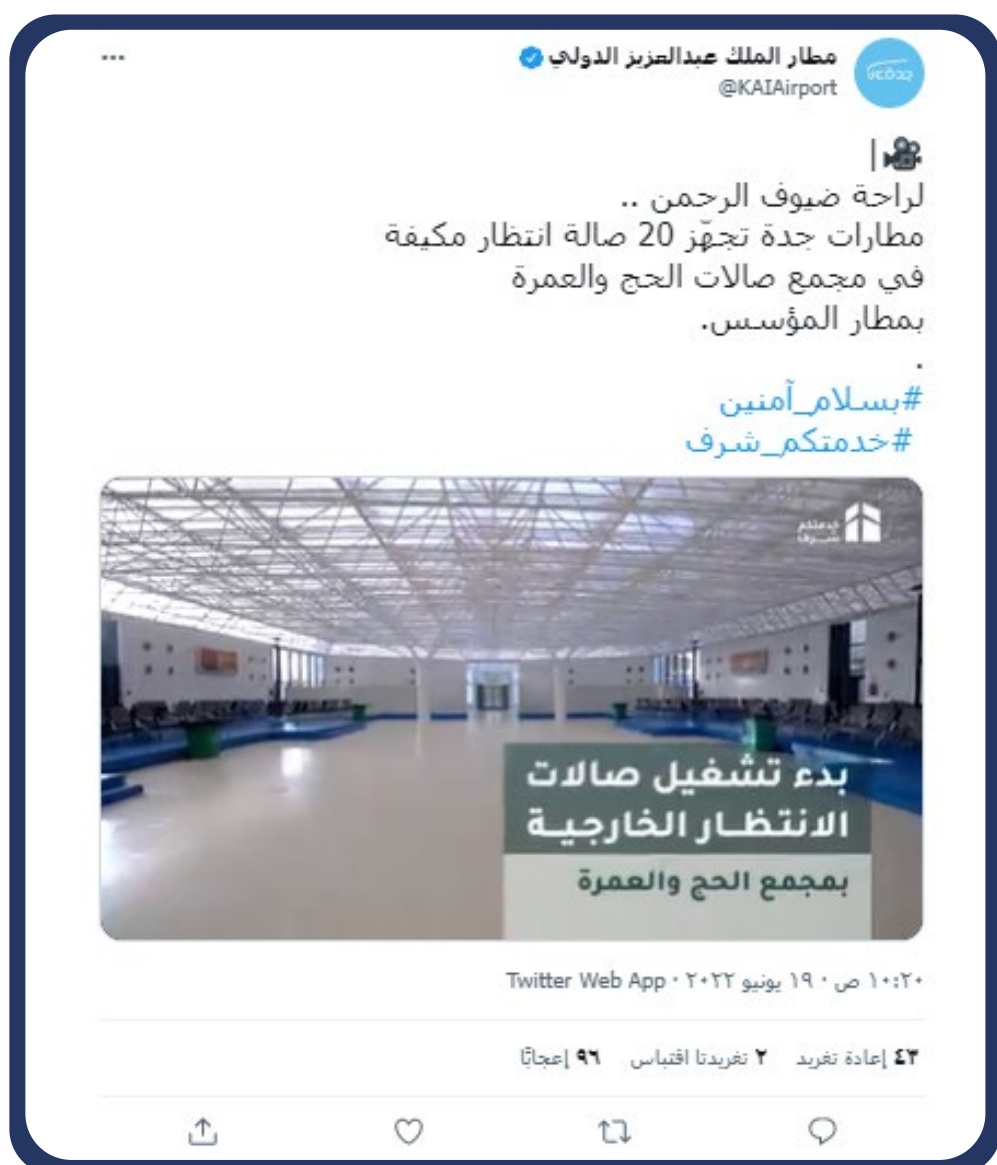 مطار الملك عبدالعزيز الدولي
@KAIAirport
|
لراحة ضيوف الرحمن ..
مطارات جدة تجهّز 20 صالة انتظار مكيفة
في مجمع صالات الحج والعمرة
بمطار المؤسس.
.
#بسلام_آمنين
#خدمتكم_شرف
خدمتكم
شرف
بدء تشغيل صالات
الانتظــار الخارجيــة
بمجمع الحج والعمرة
١٠:٢٠ ص · ١٩ يونيو ٢٠٢٢ · Twitter Web App
٤٣ إعادة تغريد ٢ تغريدتا اقتباس ٩٦ إعجابًا